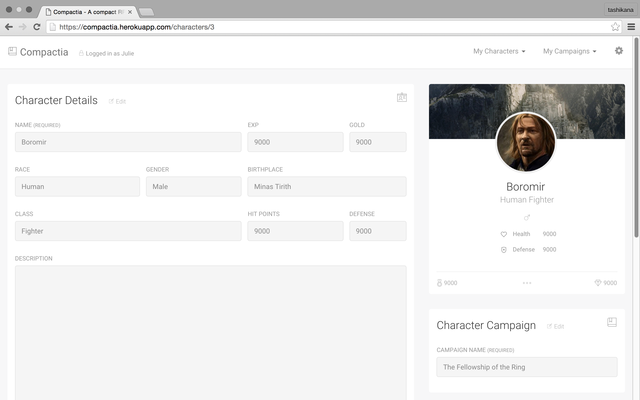 Compactia - A compact R
tashikana
https://compactia.herokuapp.com/characters/3
Compactia
Logged in as Julie
My Characters
My Campaigns
Character Details
Edit
NAME (REQUIRED)
EXP
GOLD
Boromir
9000
9000
RACE
GENDER
BIRTHPLACE
Human
Male
Minas Tirith
CLASS
HIT POINTS
DEFENSE
Fighter
9000
9000
DESCRIPTION
Boromir
Human Fighter
Health 9000
Defense 9000
9000
9000
Character Campaign
Edit
CAMPAIGN NAME (REQUIRED)
The Fellowship of the Ring